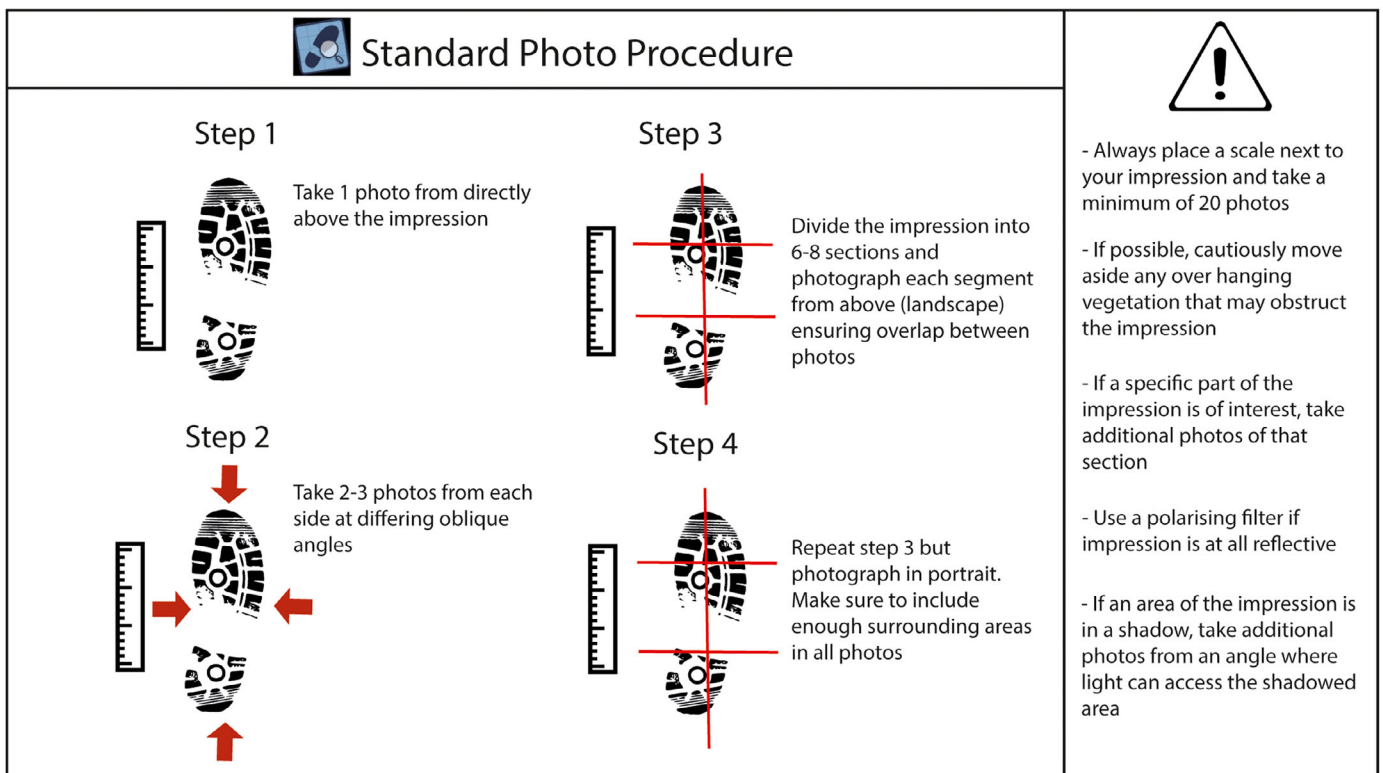 Standard Photo Procedure
Step 1
Take 1 photo from directly
above the impression
Step 2
Take 2-3 photos from each
side at differing oblique
angles
Step 3
Divide the impression into
6-8 sections and
photograph each segment
from above (landscape)
ensuring overlap between
photos
Step 4
Repeat step 3 but
photograph in portrait.
Make sure to include
enough surrounding areas
in all photos
!
- Always place a scale next to
your impression and take a
minimum of 20 photos
- If possible, cautiously move
aside any over hanging
vegetation that may obstruct
the impression
- If a specific part of the
impression is of interest, take
additional photos of that
section
- Use a polarising filter if
impression is at all reflective
- If an area of the impression is
in a shadow, take additional
photos from an angle where
light can access the shadowed
area